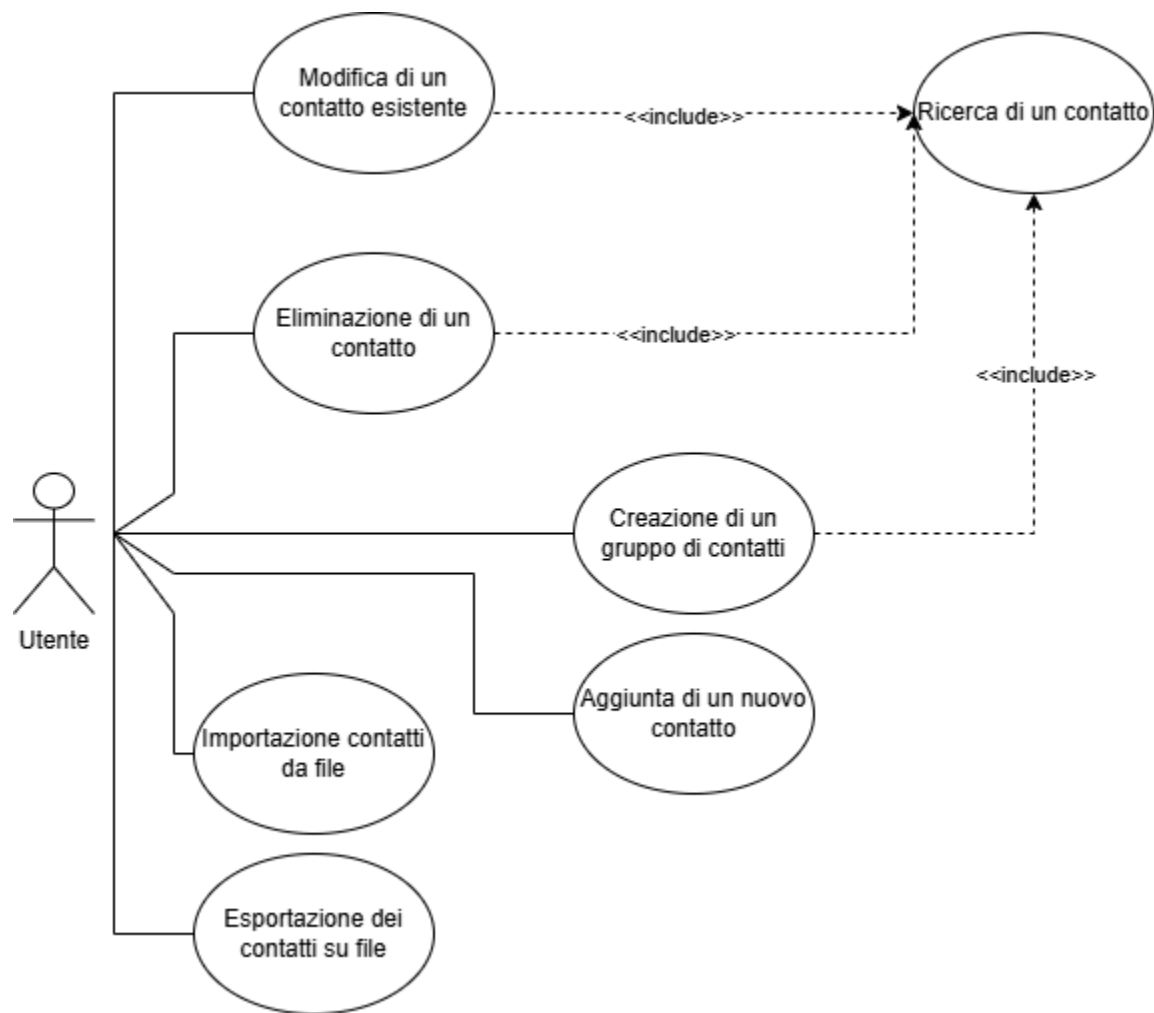 Modifica di un
contatto esistente
<<include>>
Ricerca di un contatto
Eliminazione di un
contatto
<<include>>
<<include>>
Creazione di un
gruppo di contatti
Utente
Aggiunta di un nuovo
contatto
Importazione contatti
da file
Esportazione dei
contatti su file